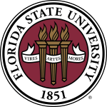 FLORIDA STATE UNIVERSITY
VIRES ARTES MORES
1851